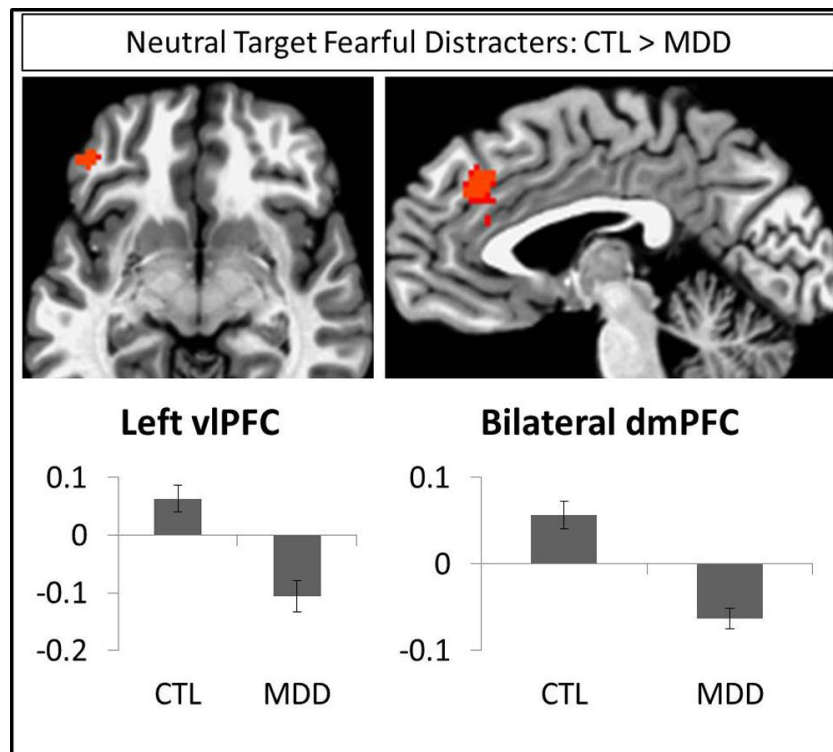 Neutral Target Fearful Distracters: CTL > MDD
Left vlPFC
Bilateral dmPFC
0.1
0
-0.1
-0.2
CTL MDD
0.1
0
-0.1
CTL MDD